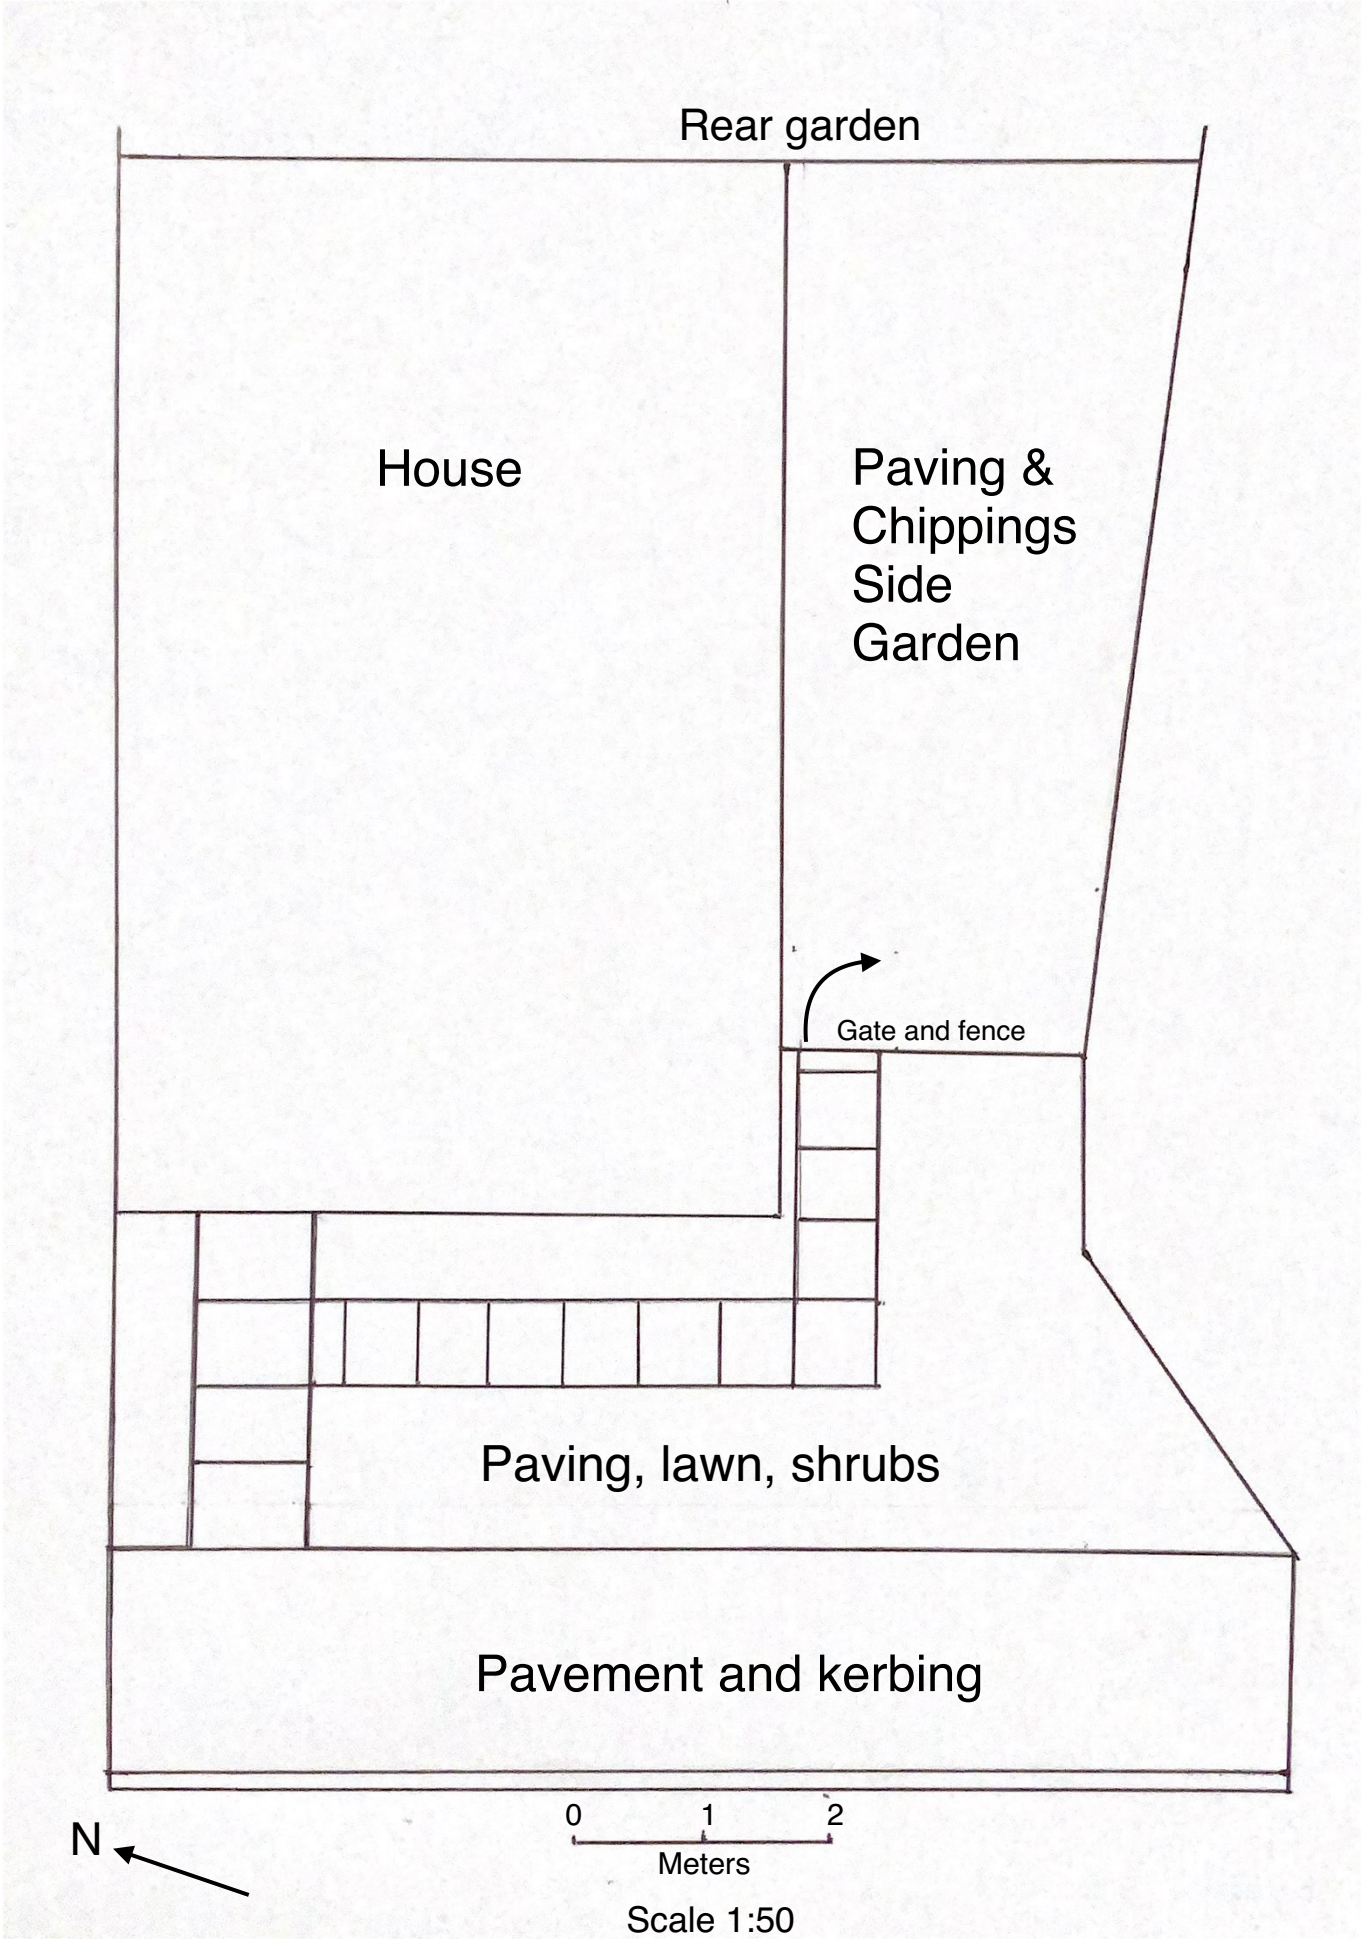 Rear garden
House
Paving &
Chippings
Side
Garden
Gate and fence
Paving, lawn, shrubs
Pavement and kerbing
0 1 2
N
Meters
Scale 1:50